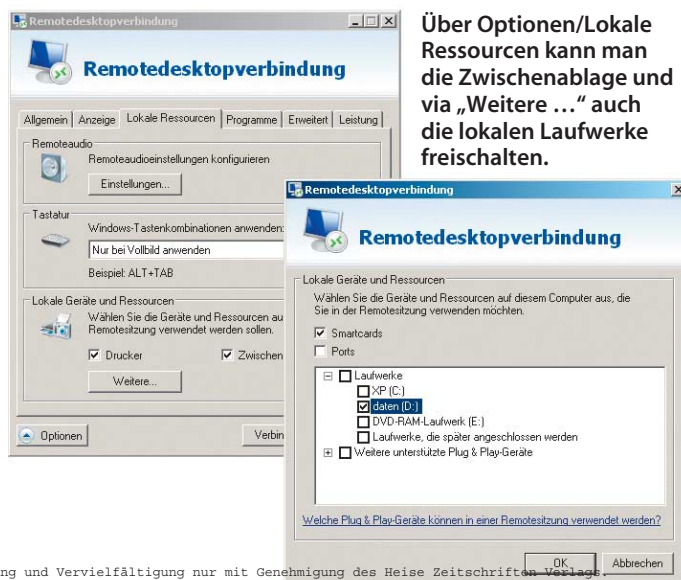 Remotedesktopverbindung
Remotedesktopverbindung
Allgemein Anzeige Lokale Ressourcen Programme Erweitert Leistung
Remoteaudio
Remoteaudioeinstellungen konfigurieren
Einstellungen...
Tastatur
Windows-Tastenkombinationen anwenden:
Nur bei Vollbild anwenden
Beispiel: ALT+TAB
Lokale Geräte und Ressourcen
Wählen Sie die Geräte und Ressourcen au
Remotesitzung verwendet werden sollen.
Drucker Zwischen
Weitere...
Optionen Verbin
Über Optionen/Lokale
Ressourcen kann man
die Zwischenablage und
via „Weitere …“ auch
die lokalen Laufwerke
freischalten.
Remotedesktopverbindung
Remotedesktopverbindung
Lokale Geräte und Ressourcen
Wählen Sie die Geräte und Ressourcen auf diesem Computer aus, die
Sie in der Remotesitzung verwenden möchten.
Smartcards
Ports
Laufwerke
XP (C:)
daten (D:)
DVD-RAM-Laufwerk (E:)
Laufwerke, die später angeschlossen werden
Weitere unterstützte Plug & Play-Geräte
Welche Plug & Play-Geräte können in einer Remotesitzung verwendet werden?
OK Abbrechen
ng und Vervielfältigung nur mit Genehmigung des Heise Zeitschriften Verlags.